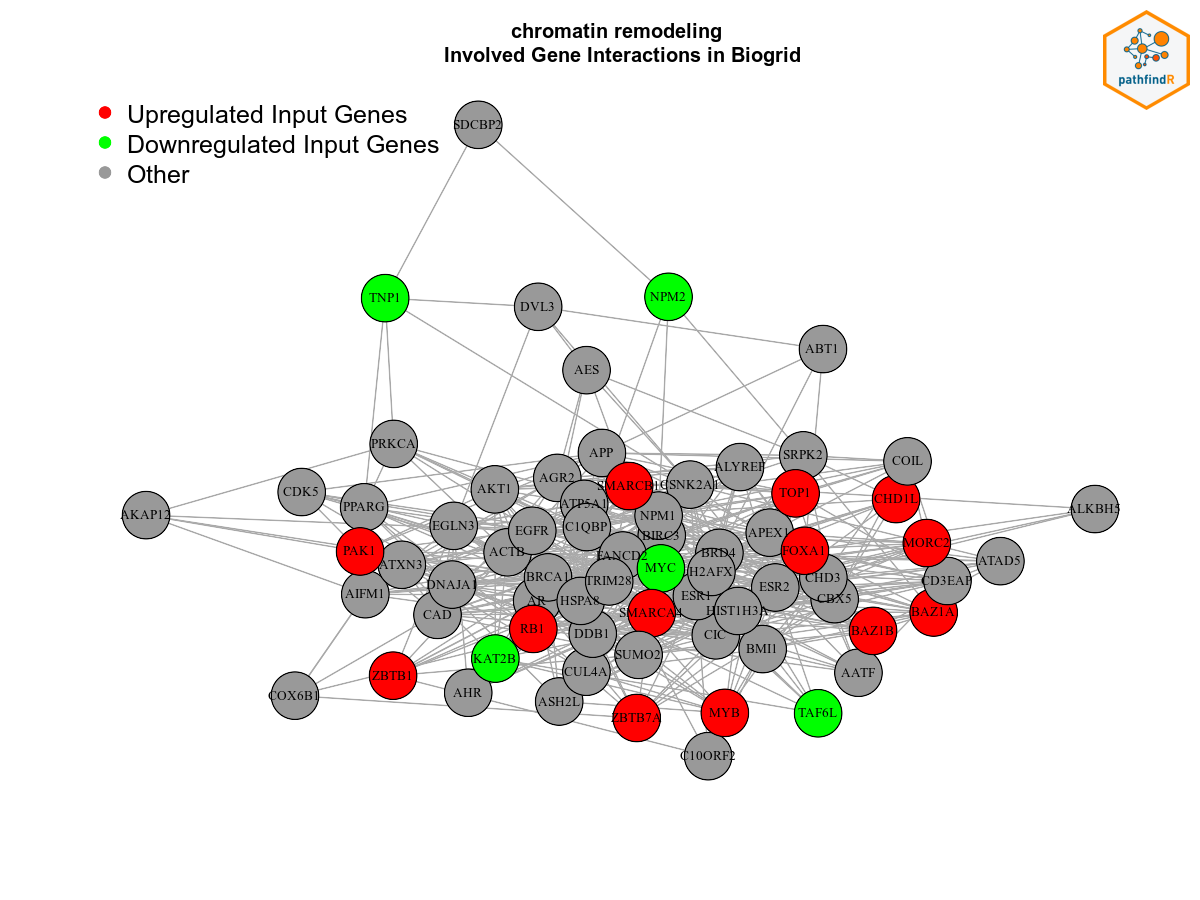 chromatin remodeling
Involved Gene Interactions in Biogrid
pathfindR
Upregulated Input Genes
Downregulated Input Genes
Other
SDCBP2
TNP1
DVL3
NPM2
ABT1
AES
PRKCA
APP
ALYREF
SRPK2
COIL
CDK5
AKT1
AGR2
SMARCB1
CSNK2A1
TOP1
CHD1L
AKAP12
PPARG
ATP5A1
ALKBH5
EGLN3
EGFR
C1QBP
NPM1
BIRC3
APEX1
PAK1
ATXN3
ACTB
FANCD2
BRD4
FOXA1
MORC2
ATAD5
AIFM1
DNAJA1
BRCA1
TRIM28
MYC
H2AFX
ESR2
CHD3
CD3EAP
CAD
AR
HSPA8
SMARCA4
ESR1
HIST1H3A
CBX5
BAZ1A
RB1
DDB1
CIC
BAZ1B
KAT2B
SUMO2
BMI1
ZBTB1
CUL4A
AATF
COX6B1
AHR
ASH2L
ZBTB7A
MYB
TAF6L
C10ORF2